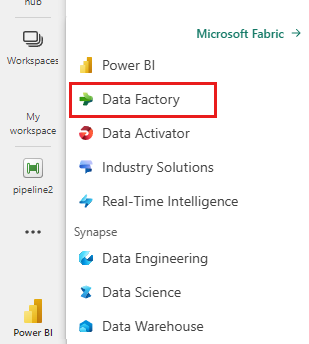 hub
Workspaces
My
workspace
pipeline2
Power BI
Microsoft Fabric
Power BI
Data Factory
Data Activator
Industry Solutions
Real-Time Intelligence
Synapse
Data Engineering
Data Science
Data Warehouse